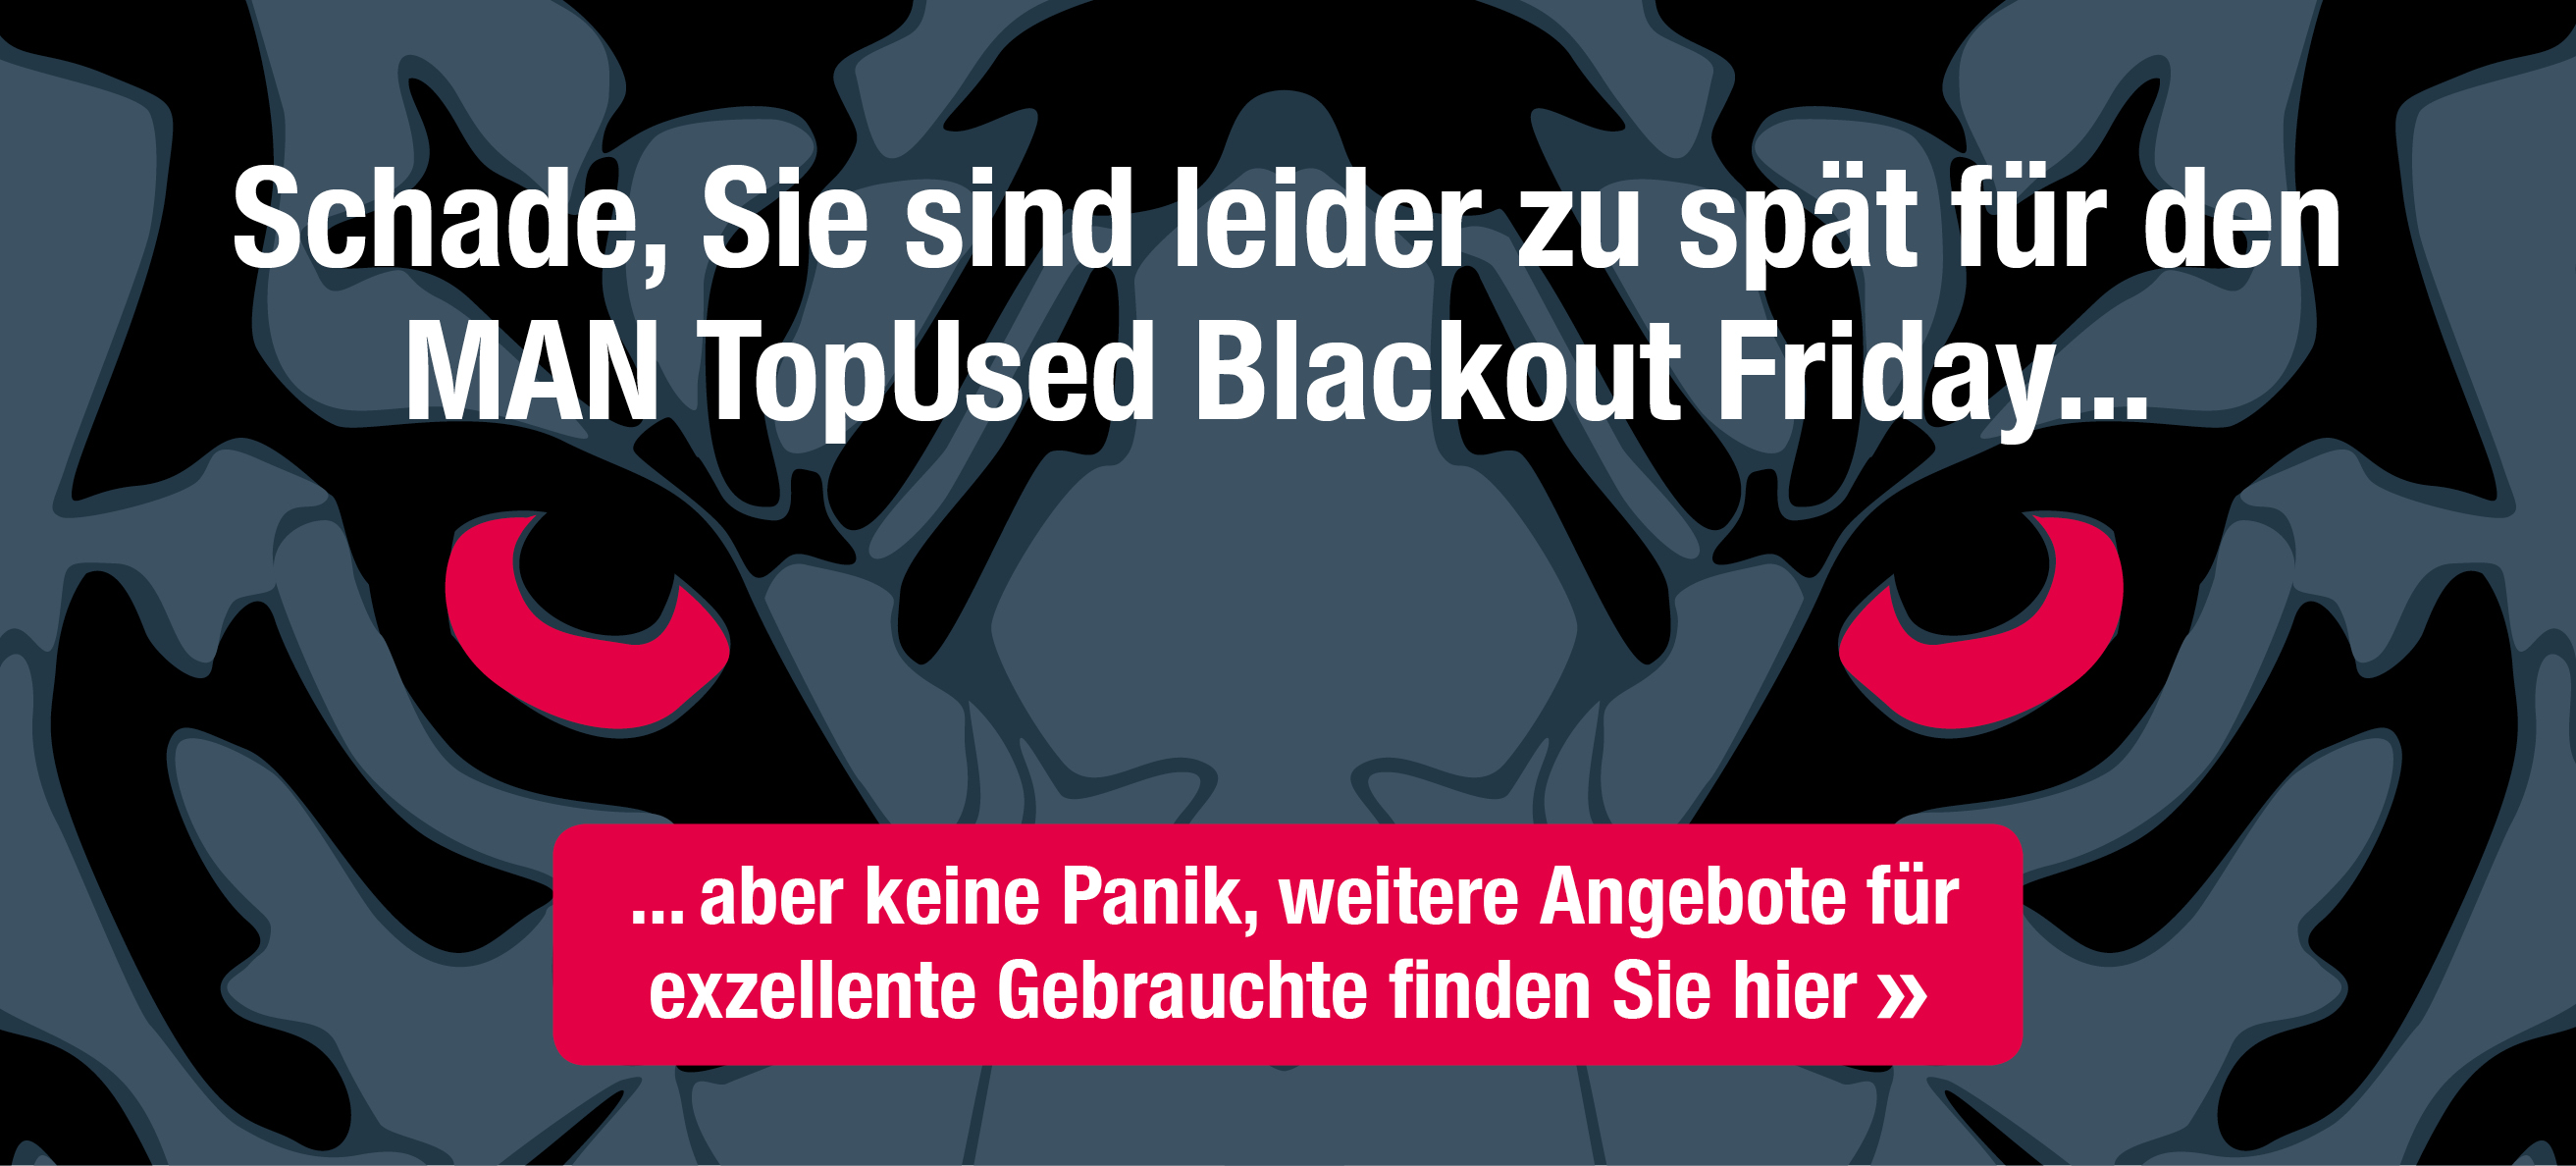 Schade, Sie sind leider zu spät für den
MAN TopUsed Blackout Friday...
... aber keine Panik, weitere Angebote für
exzellente Gebrauchte finden Sie hier »